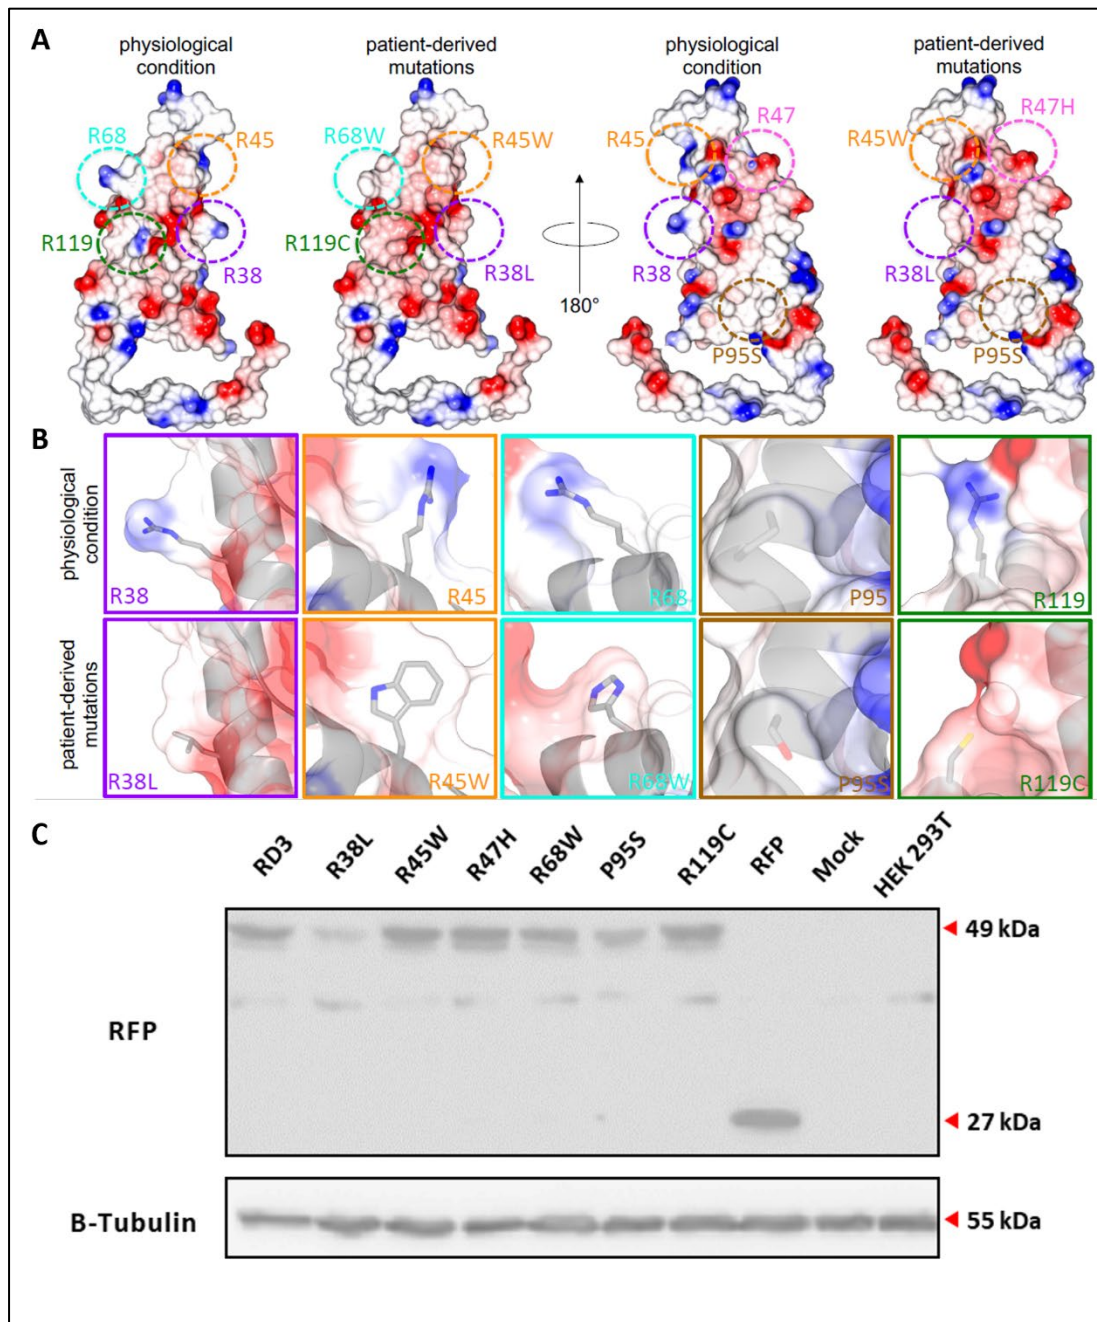 A
physiological
condition
patient-derived
mutations
physiological
condition
patient-derived
mutations
R68
R45
R68W
R45W
R45
R47
R45W
R47H
R119
R38
R119C
R38L
R38
R38L
180°
P95S
P95S
B
physiological
condition
R38
R45
R68
P95
R119
patient-derived
mutations
R38L
R45W
R68W
P95S
R119C
C
RD3
R38L
R45W
R47H
R68W
P95S
R119C
RFP
Mock
HEK 293T
49 kDa
RFP
27 kDa
B-Tubulin
55 kDa